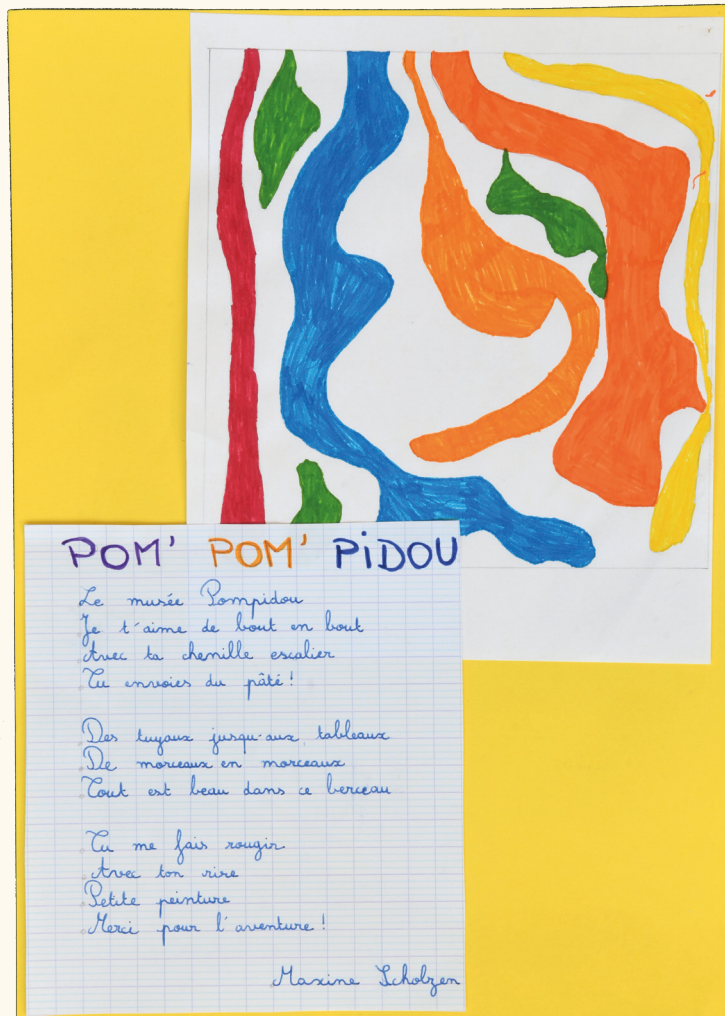 POM' POM' PiDOU
Le musée Pompidou
Je t'aime de bout en bout
Avec ta chenille escalier
Tu envoies du pâté !
Des tuyaux jusqu'aux tableaux
De morceaux en morceaux
Tout est beau dans ce berceau
Tu me fais rougir
Avec ton rire
Petite peinture
Merci pour l'aventure !
Maxine Scholzen